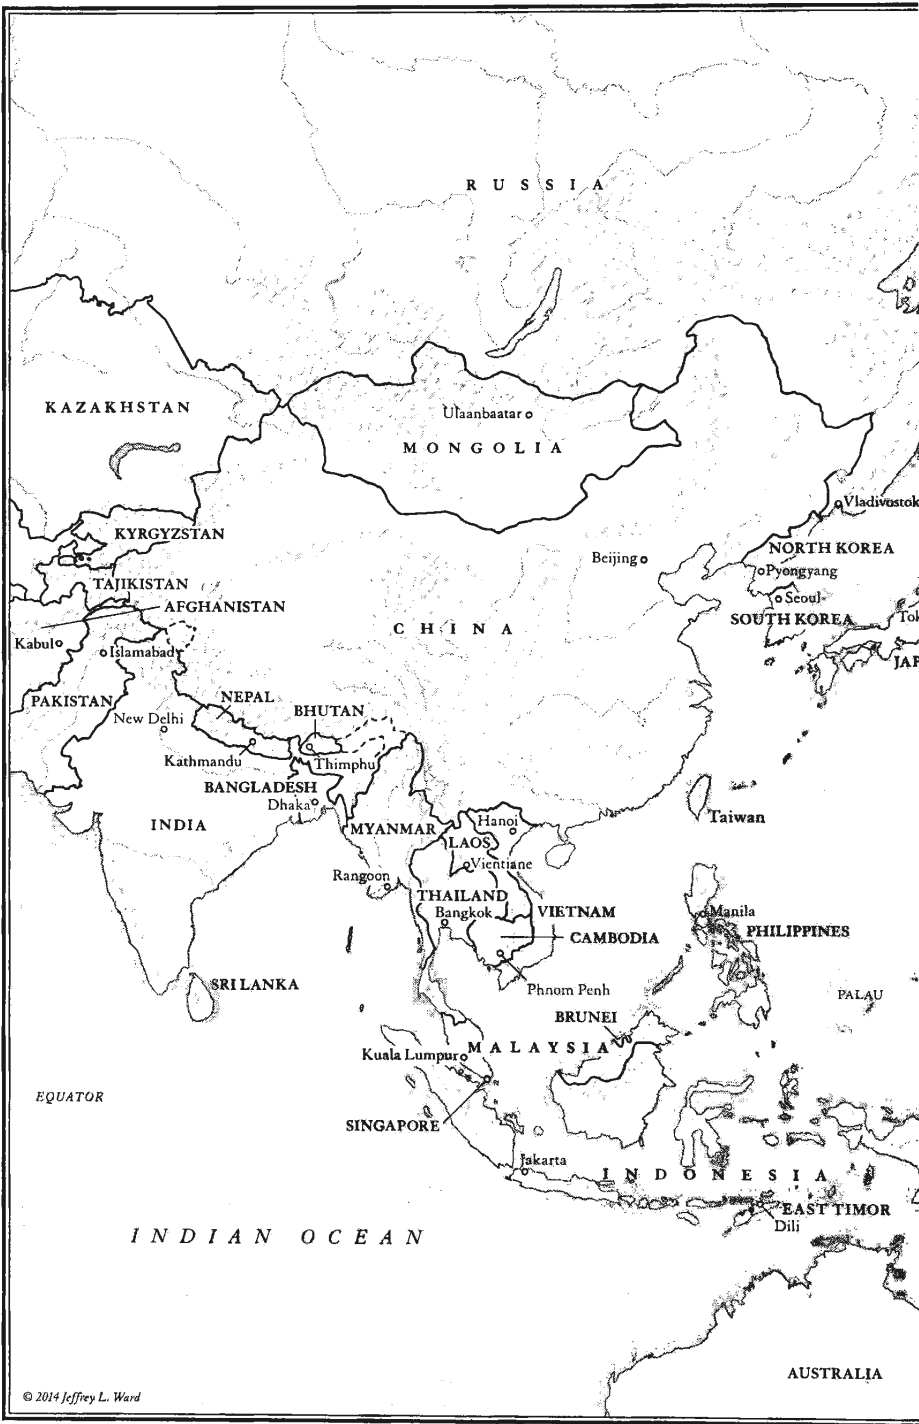 RUSSIA
KAZAKHSTAN
Ulaanbaatar
MONGOLIA
Vladivostok
KYRGYZSTAN
NORTH KOREA
Beijing
Pyongyang
TAJIKISTAN
Seoul
AFGHANISTAN
SOUTH KOREA
Tok
CHINA
Kabul
Islamabad
JAP
PAKISTAN
NEPAL
BHUTAN
New Delhi
Kathmandu
Thimphu
BANGLADESH
Dhaka
Taiwan
INDIA
MYANMAR
Hanoi
LAOS
Vientiane
Rangoon
THAILAND
Bangkok
VIETNAM
Manila
PHILIPPINES
CAMBODIA
SRI LANKA
Phnom Penh
PALAU
BRUNEI
MALAYSIA
Kuala Lumpur
EQUATOR
SINGAPORE
Jakarta
INDONESIA
EAST TIMOR
Dili
INDIAN OCEAN
AUSTRALIA
© 2014 Jeffrey L. Ward